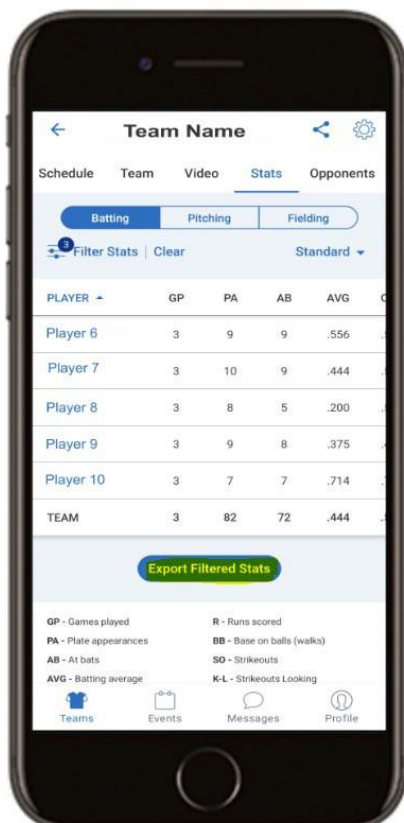 Team Name
Schedule Team Video Stats Opponents
Batting Pitching Fielding
3 Filter Stats | Clear Standard
PLAYER GP PA AB AVG
Player 6 3 9 9 .556
Player 7 3 10 9 .444
Player 8 3 8 5 .200
Player 9 3 9 8 .375
Player 10 3 7 7 .714
TEAM 3 82 72 .444
Export Filtered Stats
GP - Games played R - Runs scored
PA - Plate appearances BB - Base on balls (walks)
AB - At bats SO - Strikeouts
AVG - Batting average K-L - Strikeouts Looking
Teams Events Messages Profile